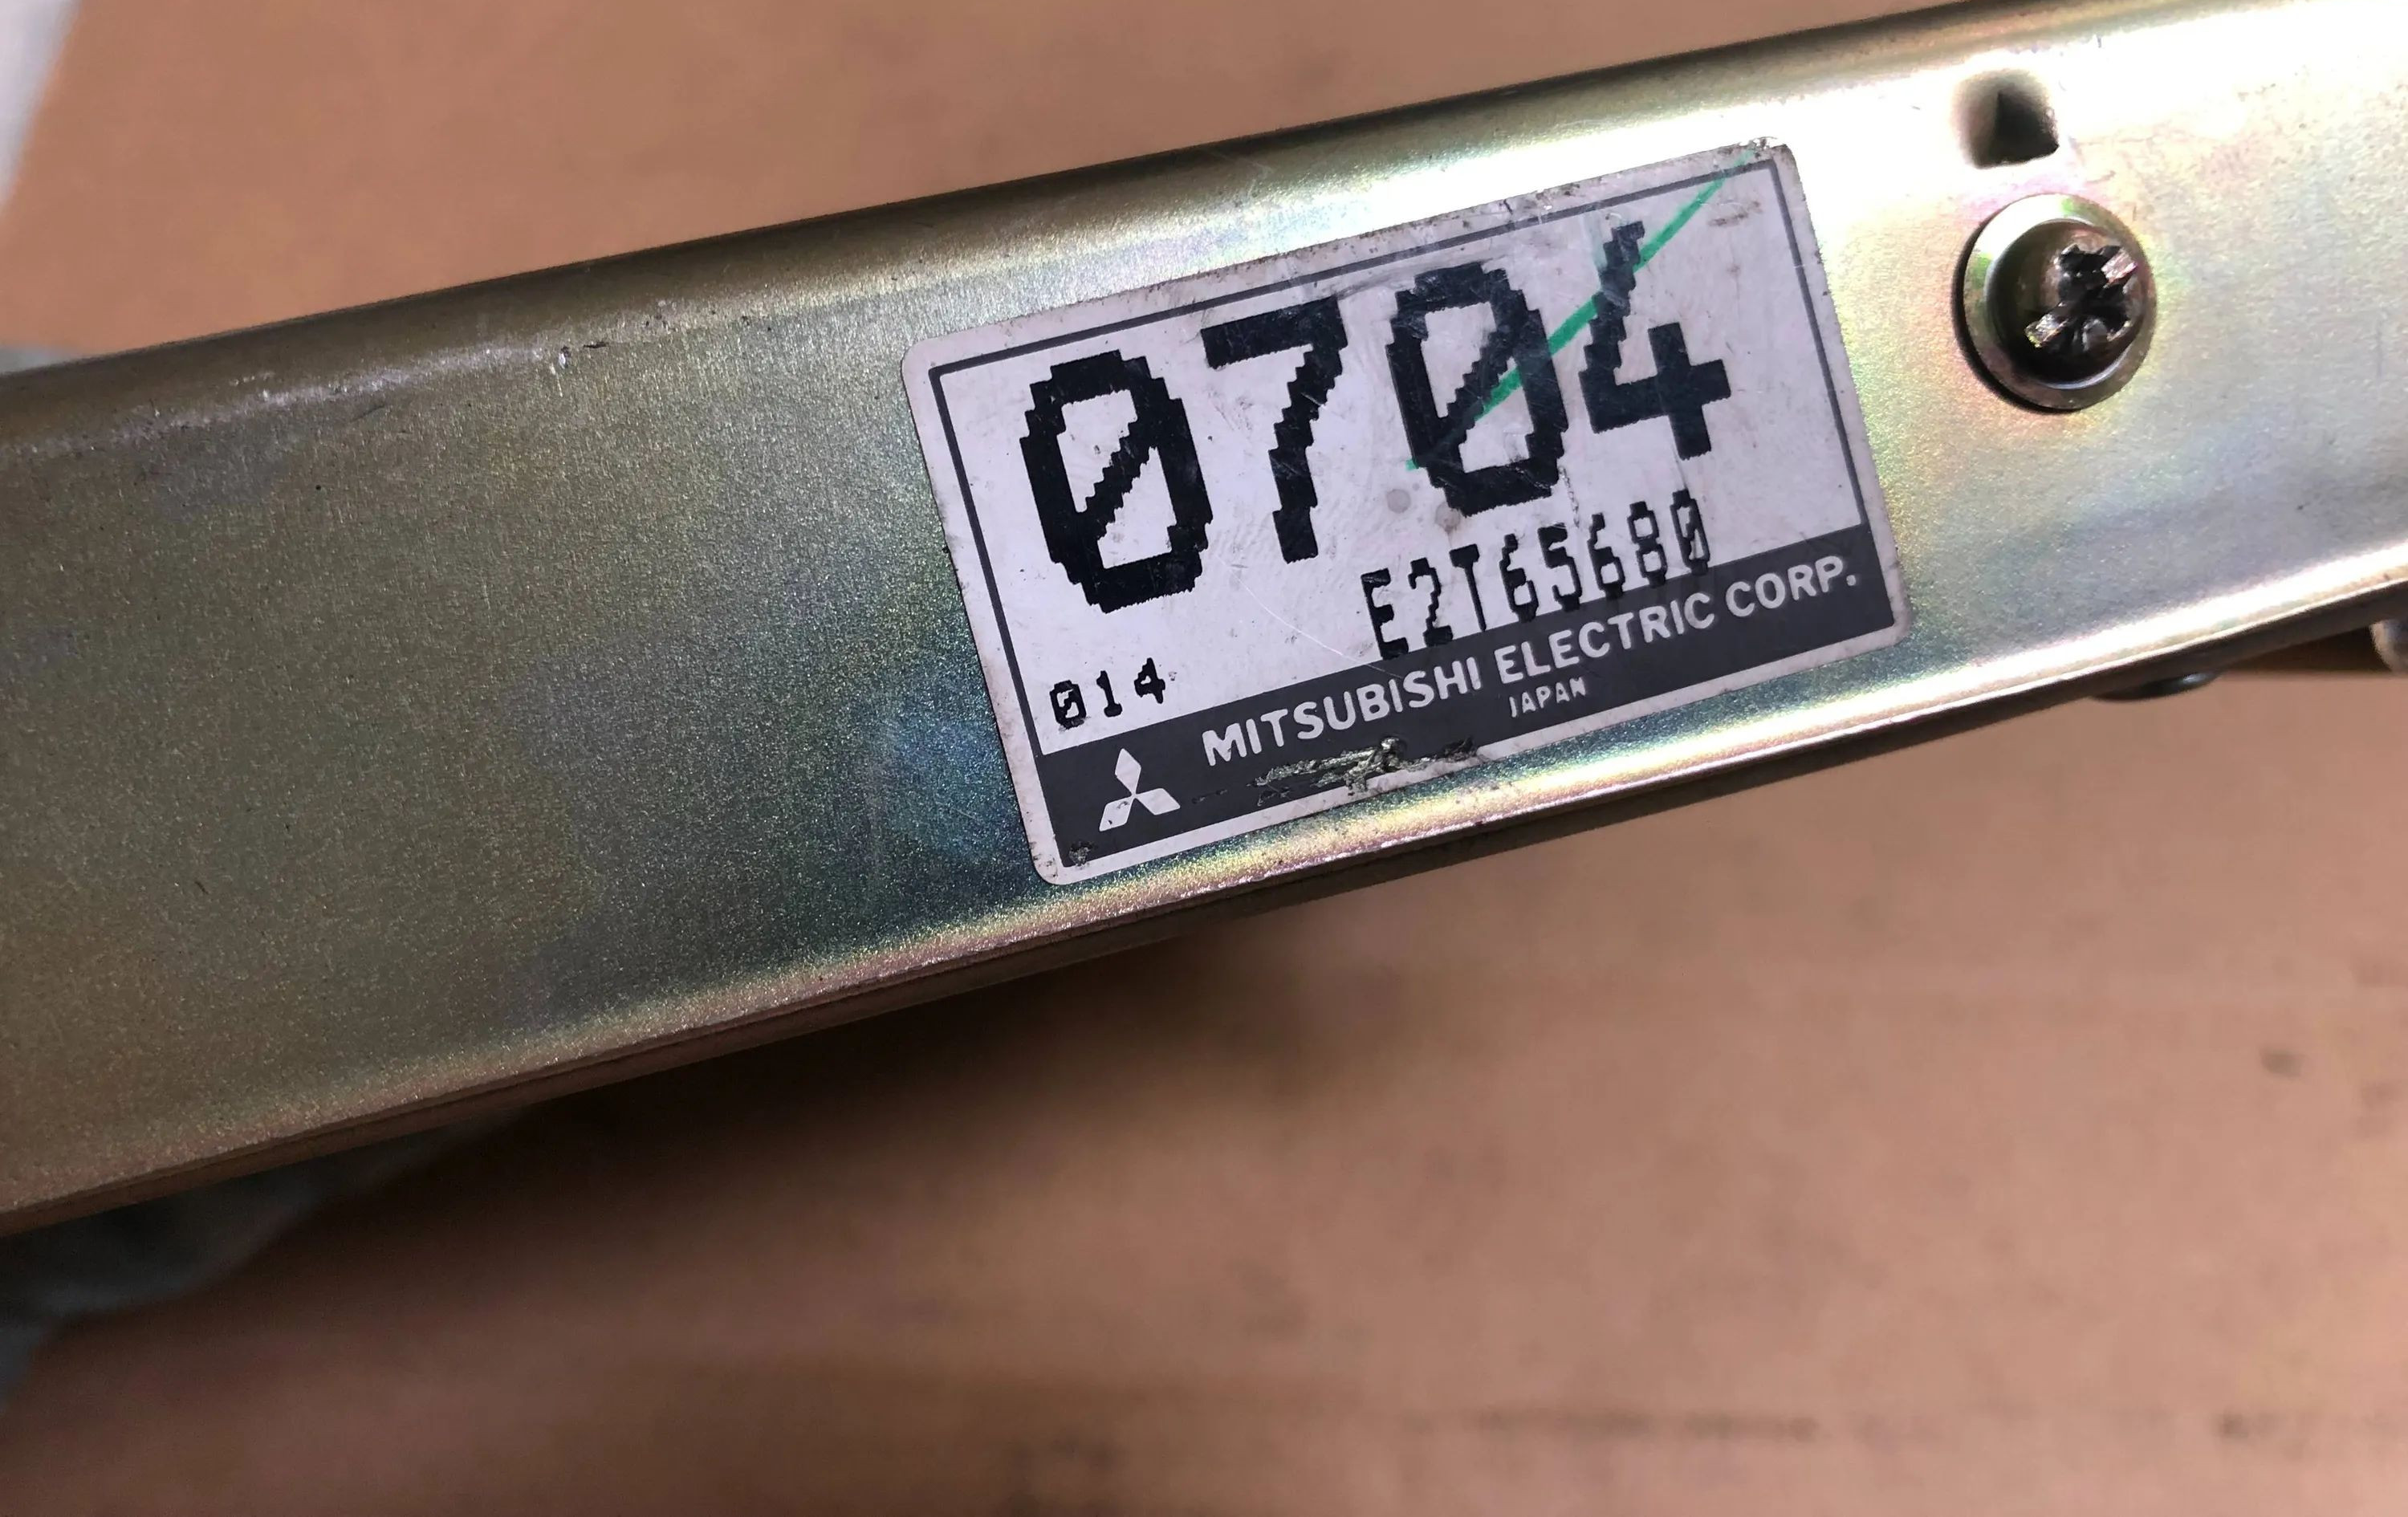 0704
E2T65680
014
MITSUBISHI ELECTRIC CORP.
JAPAN